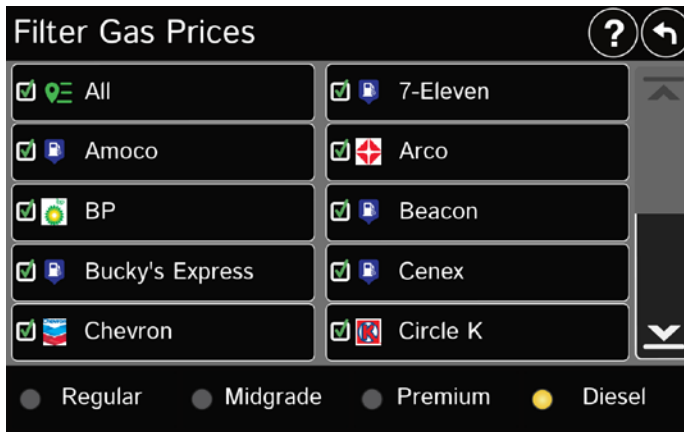 Filter Gas Prices ?
All 7-Eleven
Amoco Arco
bp BP Beacon
Bucky's Express Cenex
Chevron K Circle K
Regular Midgrade Premium Diesel